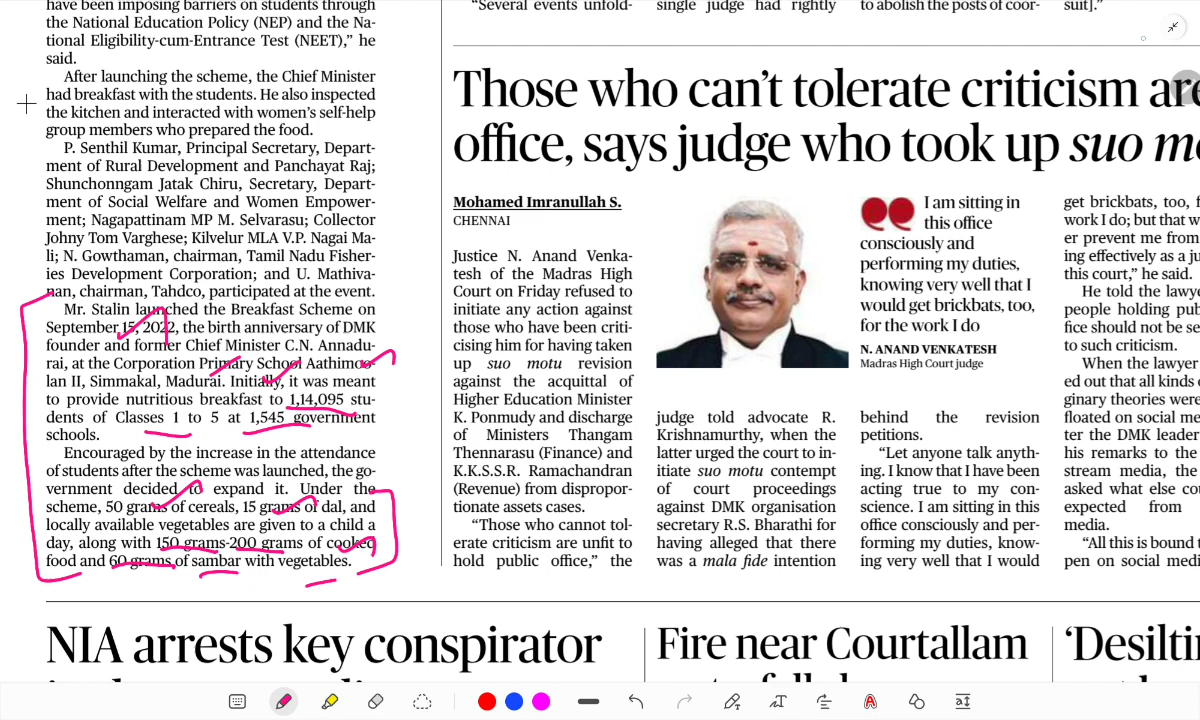 have been imposing barriers on students through
the National Education Policy (NEP) and the Na-
tional Eligibility-cum-Entrance Test (NEET),” he
said.
After launching the scheme, the Chief Minister
had breakfast with the students. He also inspected
the kitchen and interacted with women’s self-help
group members who prepared the food.
P. Senthil Kumar, Principal Secretary, Depart-
ment of Rural Development and Panchayat Raj;
Shunchonngam Jatak Chiru, Secretary, Depart-
ment of Social Welfare and Women Empower-
ment; Nagapattinam MP M. Selvarasu; Collector
Johny Tom Varghese; Kilvelur MLA V.P. Nagai Ma-
li; N. Gowthaman, chairman, Tamil Nadu Fisher-
ies Development Corporation; and U. Mathiva-
nan, chairman, Tahdco, participated at the event.
Mr. Stalin launched the Breakfast Scheme on
September 15, 2022, the birth anniversary of DMK
founder and former Chief Minister C.N. Annadu-
rai, at the Corporation Primary School Aathimoo-
lan II, Simmakal, Madurai. Initially, it was meant
to provide nutritious breakfast to 1,14,095 stu-
dents of Classes 1 to 5 at 1,545 government
schools.
Encouraged by the increase in the attendance
of students after the scheme was launched, the go-
vernment decided to expand it. Under the
scheme, 50 grams of cereals, 15 grams of dal, and
locally available vegetables are given to a child a
day, along with 150 grams-200 grams of cooked
food and 60 grams of sambar with vegetables.
“Several events unfold-
single judge had rightly
to abolish the posts of coor-
suit].”
Those who can’t tolerate criticism are
office, says judge who took up suo m
Mohamed Imranullah S.
CHENNAI
Justice N. Anand Venka-
tesh of the Madras High
Court on Friday refused to
initiate any action against
those who have been criti-
cising him for having taken
up suo motu revision
against the acquittal of
Higher Education Minister
K. Ponmudy and discharge
of Ministers Thangam
Thennarasu (Finance) and
K.K.S.S.R. Ramachandran
(Revenue) from dispropor-
tionate assets cases.
“Those who cannot tol-
erate criticism are unfit to
hold public office,” the
judge told advocate R.
Krishnamurthy, when the
latter urged the court to in-
itiate suo motu contempt
of court proceedings
against DMK organisation
secretary R.S. Bharathi for
having alleged that there
was a mala fide intention
I am sitting in
this office
consciously and
performing my duties,
knowing very well that I
would get brickbats, too,
for the work I do
N. ANAND VENKATESH
Madras High Court judge
behind the revision
petitions.
“Let anyone talk anyth-
ing. I know that I have been
acting true to my con-
science. I am sitting in this
office consciously and per-
forming my duties, know-
ing very well that I would
get brickbats, too, f
work I do; but that w
er prevent me from
ing effectively as a ju
this court,” he said.
He told the lawye
people holding pub
fice should not be se
to such criticism.
When the lawyer
ed out that all kinds o
ginary theories were
floated on social me
ter the DMK leader
his remarks to the
stream media, the
asked what else cou
expected from
media.
“All this is bound t
pen on social medi
NIA arrests key conspirator
Fire near Courtallam
‘Desilti